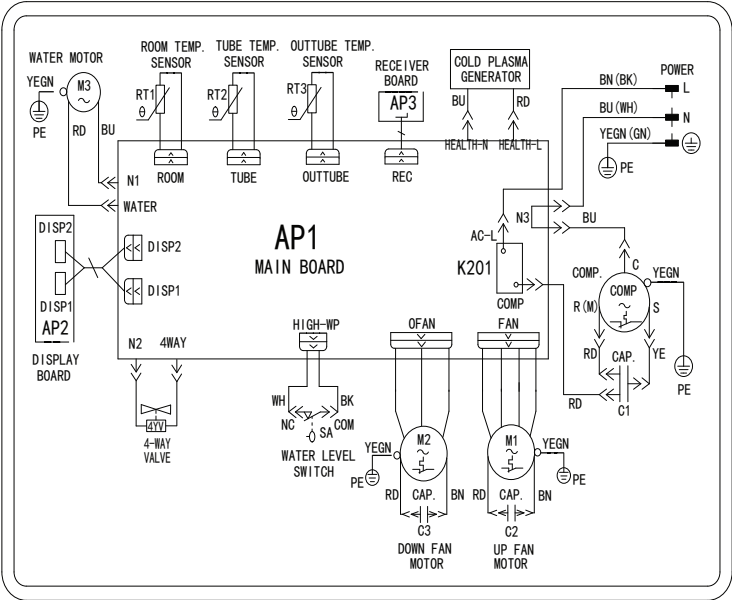 WATER MOTOR
ROOM TEMP.
SENSOR
TUBE TEMP.
SENSOR
OUTTUBE TEMP.
SENSOR
RECEIVER
BOARD
AP3
COLD PLASMA
GENERATOR
POWER
BN(BK)
L
BU(WH)
N
YEGN(GN)
PE
YEGN
M3
PE
RD
BU
RT1
θ
RT2
θ
RT3
θ
BU
RD
HEALTH-N
HEALTH-L
ROOM
TUBE
OUTTUBE
REC
N1
WATER
AP1
MAIN BOARD
N3
BU
AC-L
K201
COMP
DISP2
DISP1
AP2
DISPLAY
BOARD
DISP2
DISP1
COMP.
C
YEGN
COMP
R(M)
S
RD
CAP.
YE
PE
RD
C1
N2
4WAY
4YV
4-WAY
VALVE
HIGH-WP
WH
BK
NC
COM
SA
WATER LEVEL
SWITCH
OFAN
FAN
M2
YEGN
PE
RD
CAP.
BN
C3
DOWN FAN
MOTOR
M1
YEGN
PE
RD
CAP.
BN
C2
UP FAN
MOTOR